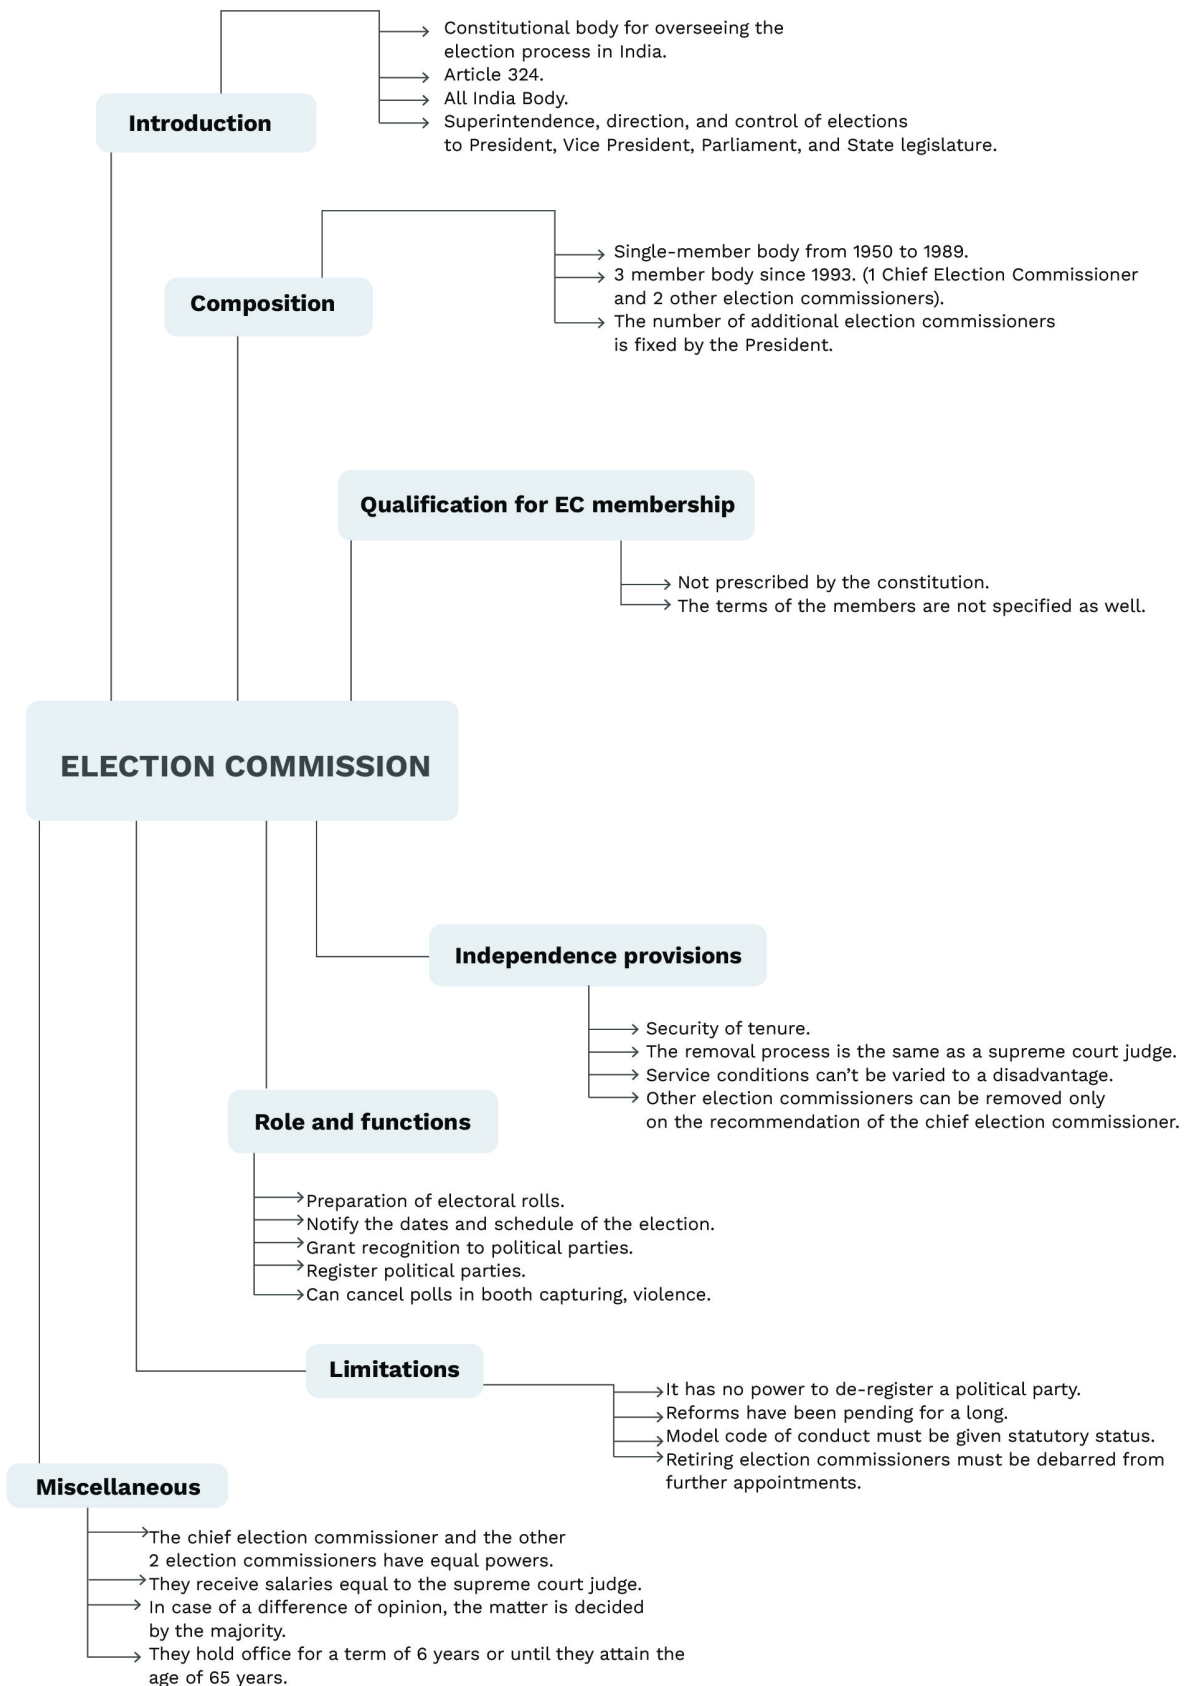 Introduction
Constitutional body for overseeing the
election process in India.
Article 324.
All India Body.
Superintendence, direction, and control of elections
to President, Vice President, Parliament, and State legislature.
Composition
Single-member body from 1950 to 1989.
3 member body since 1993. (1 Chief Election Commissioner
and 2 other election commissioners).
The number of additional election commissioners
is fixed by the President.
Qualification for EC membership
Not prescribed by the constitution.
The terms of the members are not specified as well.
ELECTION COMMISSION
Independence provisions
Security of tenure.
The removal process is the same as a supreme court judge.
Service conditions can’t be varied to a disadvantage.
Other election commissioners can be removed only
on the recommendation of the chief election commissioner.
Role and functions
Preparation of electoral rolls.
Notify the dates and schedule of the election.
Grant recognition to political parties.
Register political parties.
Can cancel polls in booth capturing, violence.
Limitations
It has no power to de-register a political party.
Reforms have been pending for a long.
Model code of conduct must be given statutory status.
Retiring election commissioners must be debarred from
further appointments.
Miscellaneous
The chief election commissioner and the other
2 election commissioners have equal powers.
They receive salaries equal to the supreme court judge.
In case of a difference of opinion, the matter is decided
by the majority.
They hold office for a term of 6 years or until they attain the
age of 65 years.